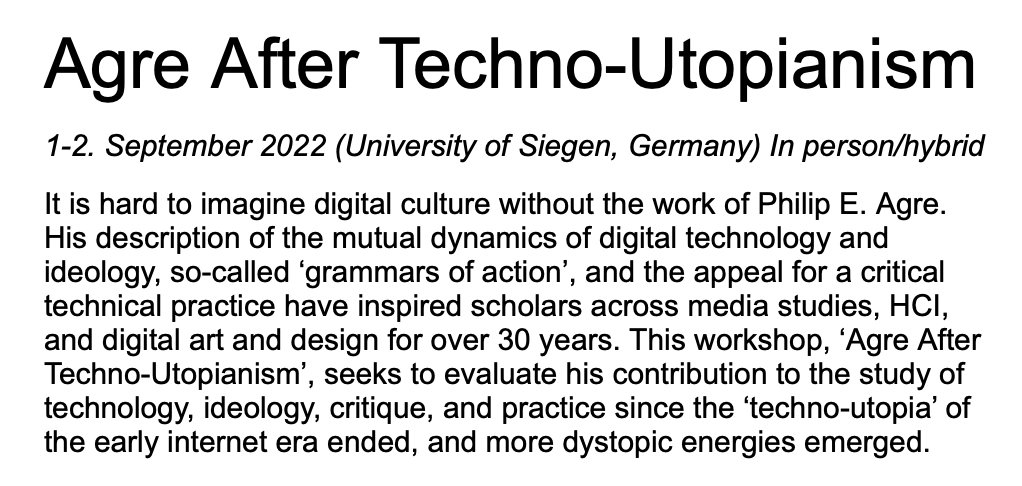 Agre After Techno-Utopianism
1-2. September 2022 (University of Siegen, Germany) In person/hybrid
It is hard to imagine digital culture without the work of Philip E. Agre.
His description of the mutual dynamics of digital technology and
ideology, so-called ‘grammars of action’, and the appeal for a critical
technical practice have inspired scholars across media studies, HCI,
and digital art and design for over 30 years. This workshop, ‘Agre After
Techno-Utopianism’, seeks to evaluate his contribution to the study of
technology, ideology, critique, and practice since the ‘techno-utopia’ of
the early internet era ended, and more dystopic energies emerged.